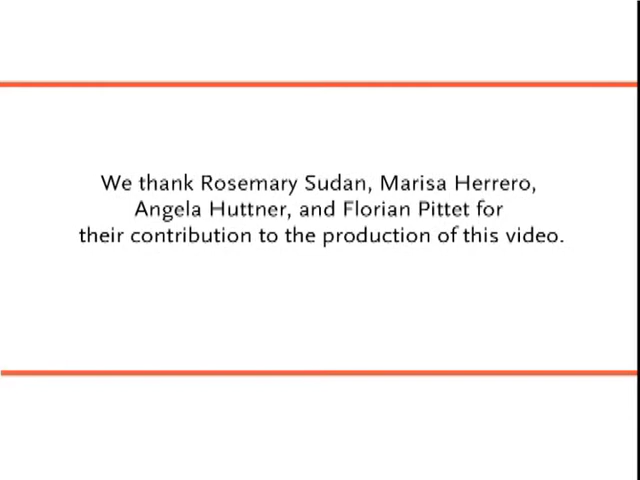 We thank Rosemary Sudan, Marisa Herrero,
Angela Huttner, and Florian Pittet for
their contribution to the production of this video.